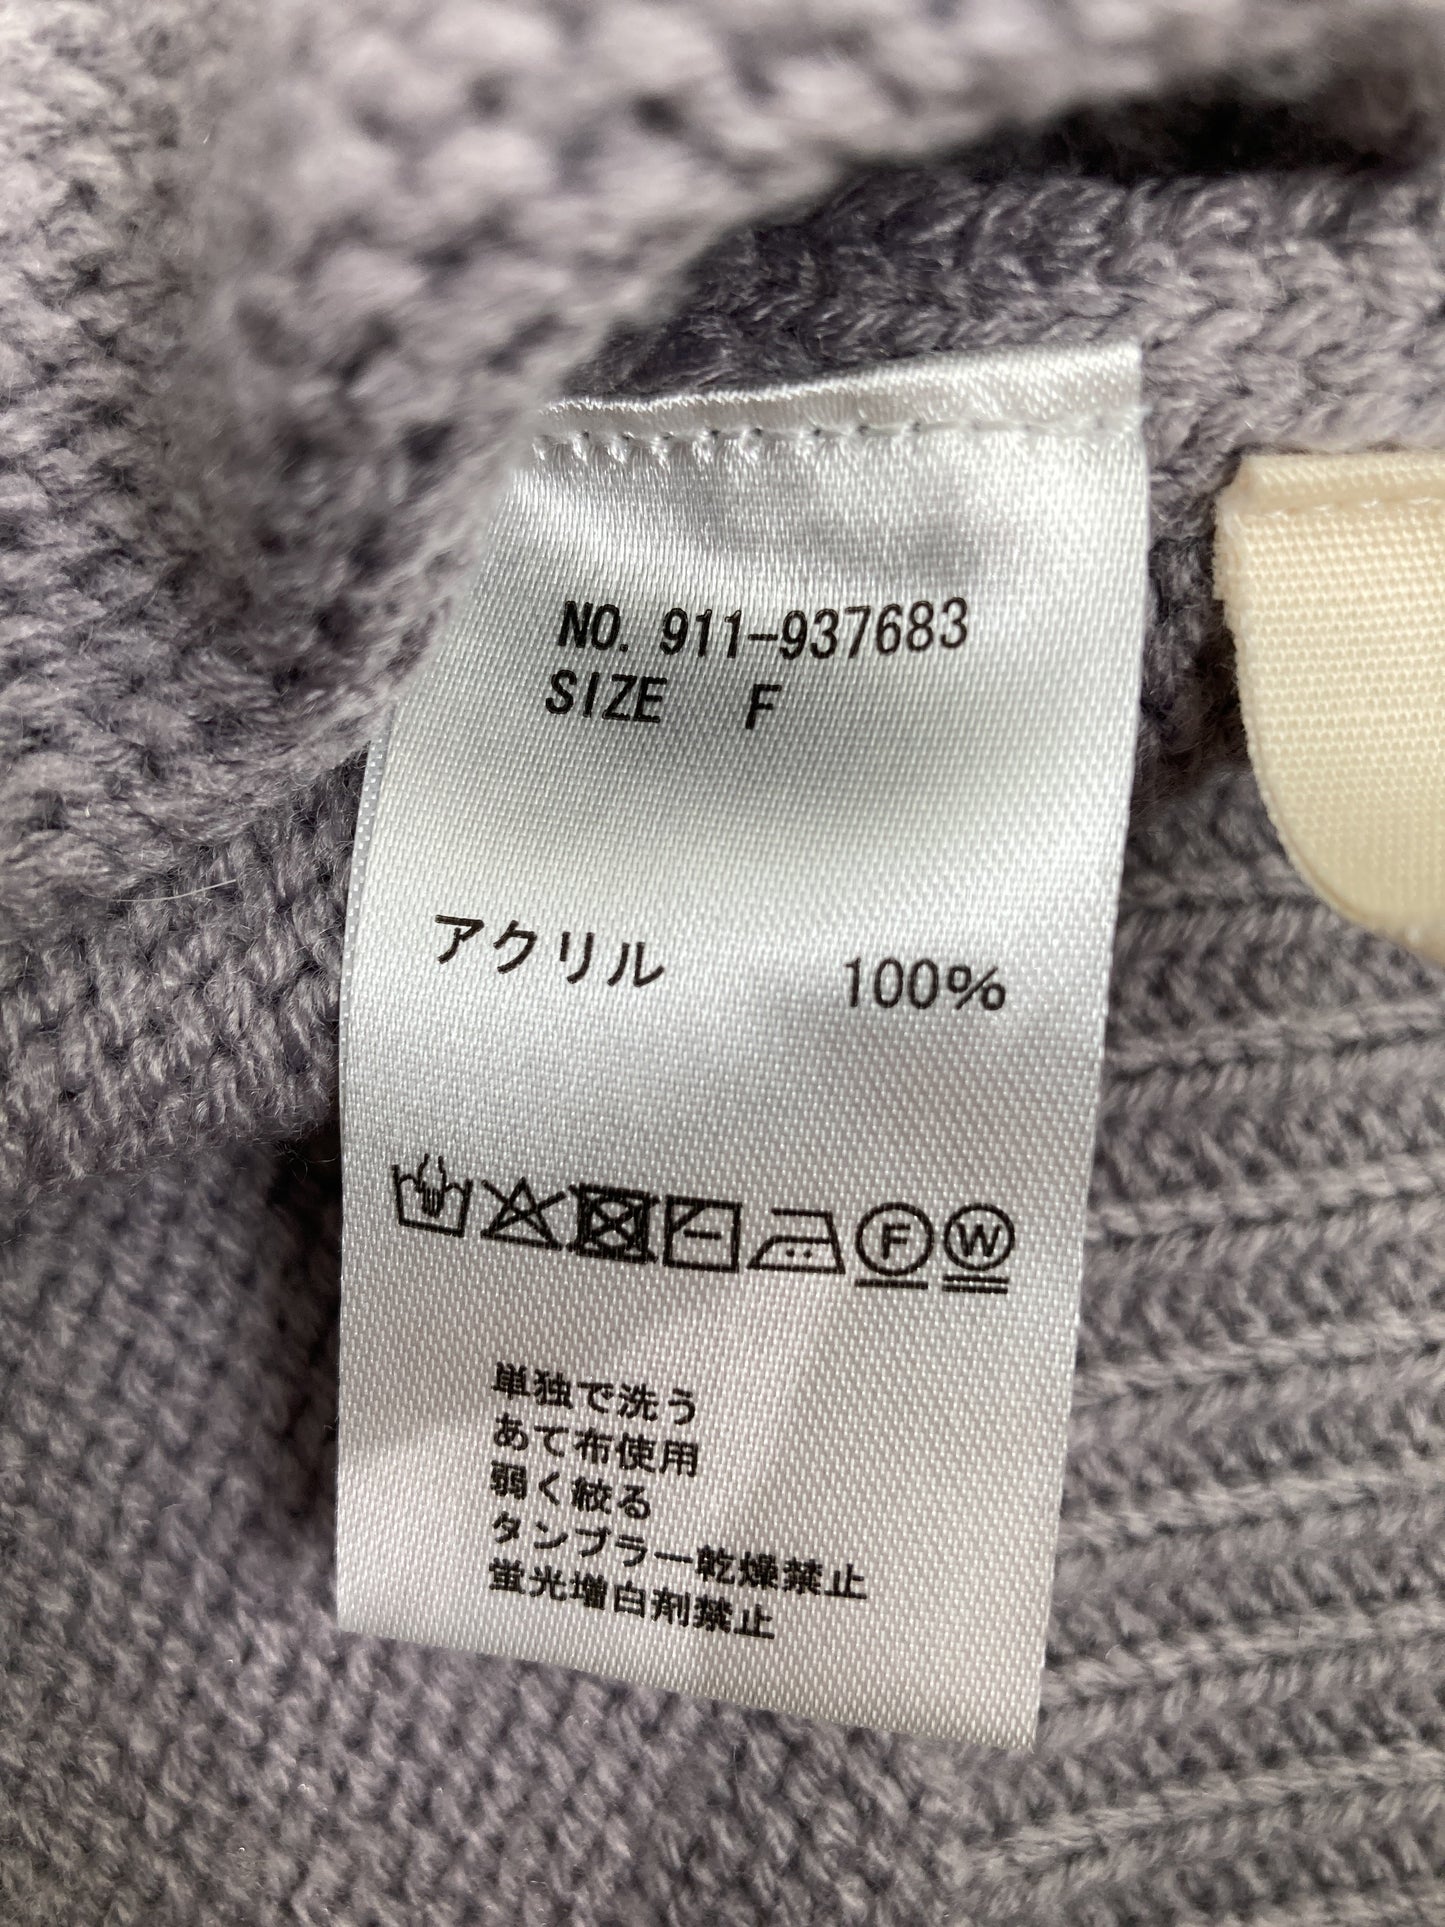 NO. 911-937683
SIZE F
アクリル 100%
F W
単独で洗う
あて布使用
弱く絞る
タンブラー乾燥禁止
蛍光増白剤禁止